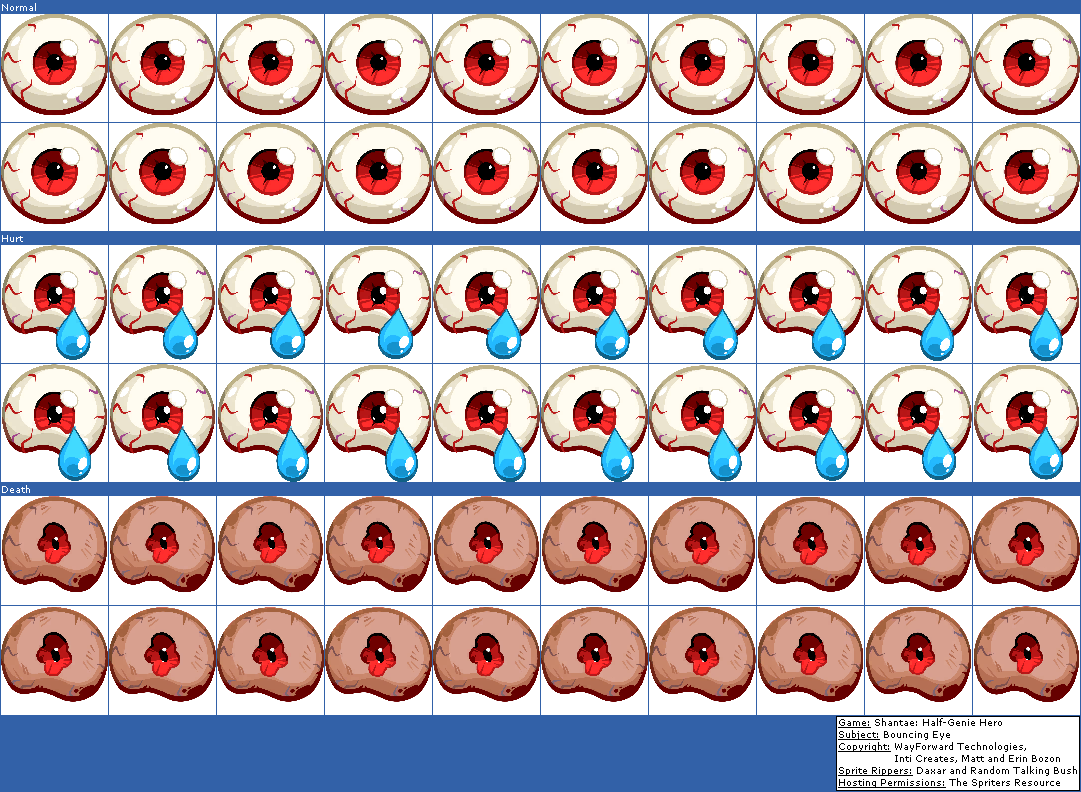 Normal
Hurt
Death
Game: Shantae: Half-Genie Hero
Subject: Bouncing Eye
Copyright: WayForward Technologies,
Inti Creates, Matt and Erin Bozon
Sprite Rippers: Daxar and Random Talking Bush
Hosting Permissions: The Spriters Resource